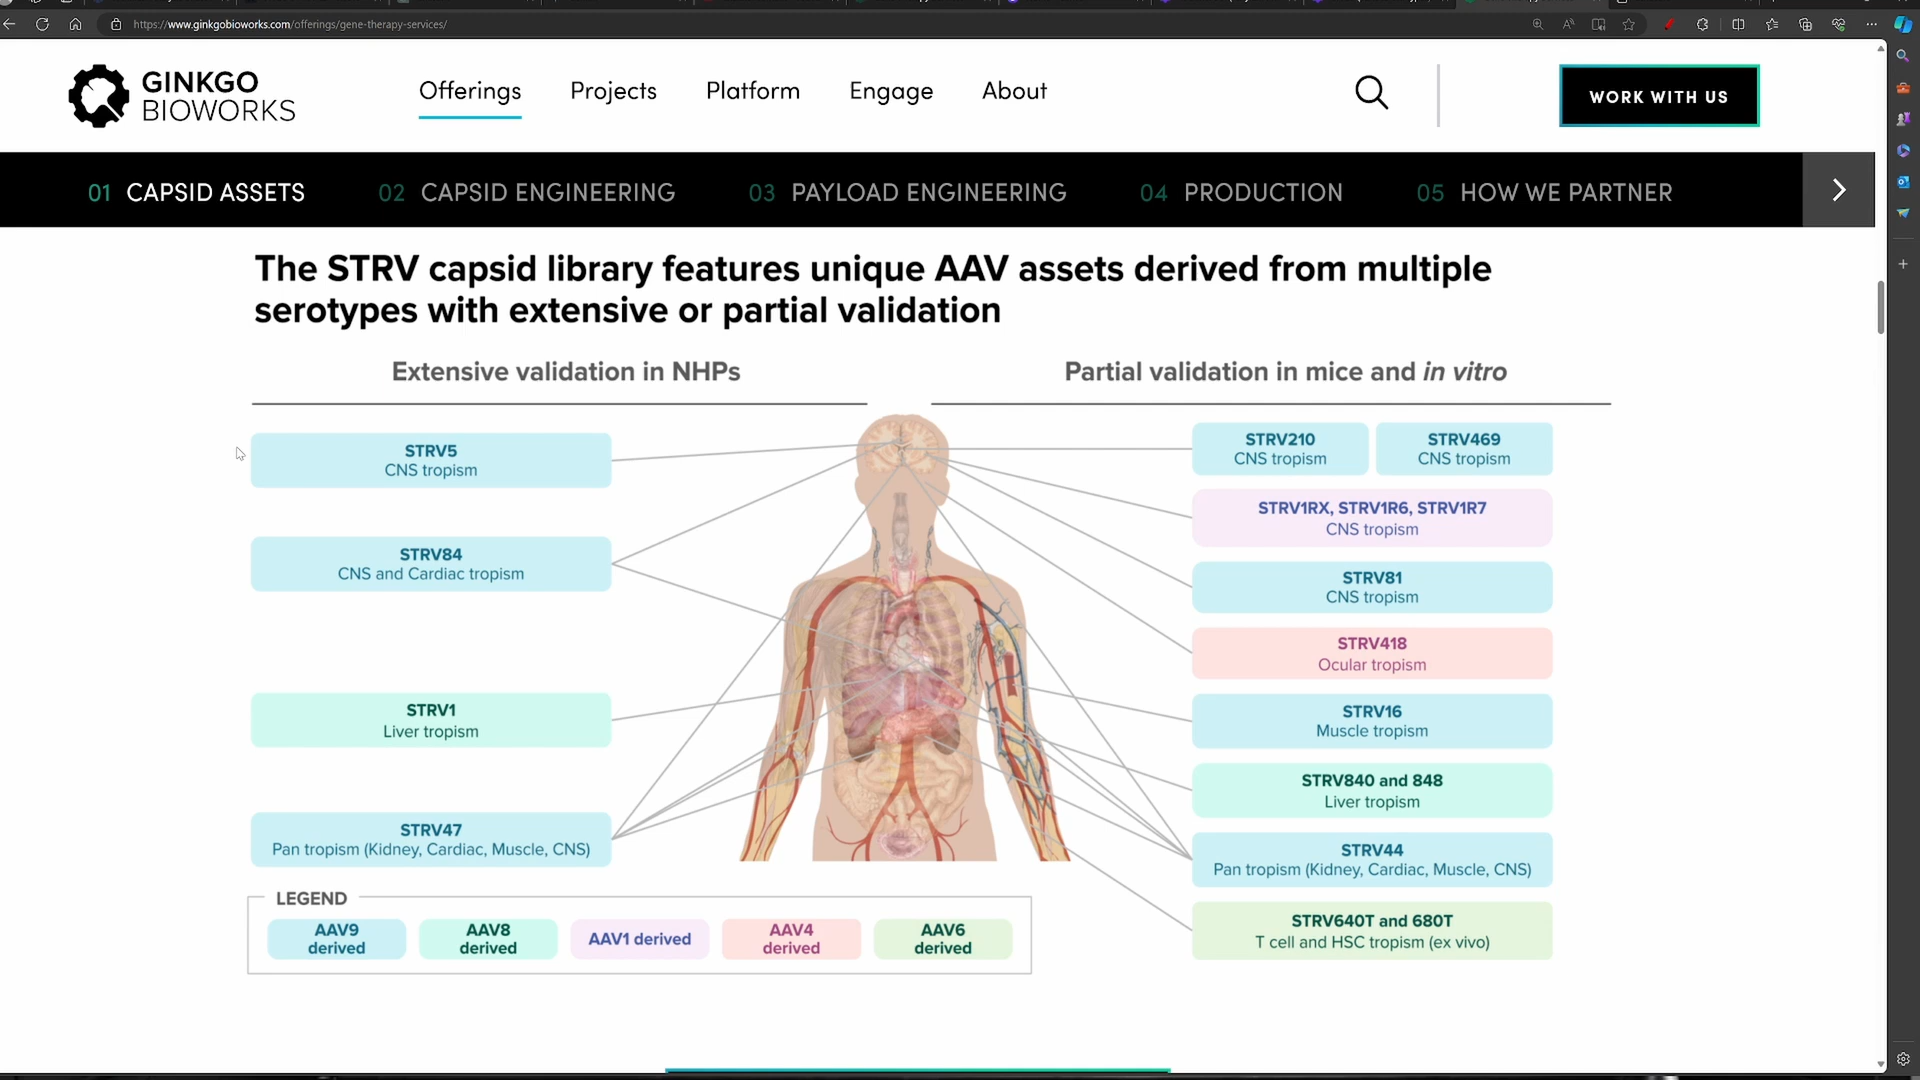 https://www.ginkgobioworks.com/offerings/gene-therapy-services/
GINKGO
BIOWORKS
Offerings
Projects
Platform
Engage
About
WORK WITH US
01 CAPSID ASSETS
02 CAPSID ENGINEERING
03 PAYLOAD ENGINEERING
04 PRODUCTION
05 HOW WE PARTNER
The STRV capsid library features unique AAV assets derived from multiple
serotypes with extensive or partial validation
Extensive validation in NHPs
STRV5
CNS tropism
STRV84
CNS and Cardiac tropism
STRV1
Liver tropism
STRV47
Pan tropism (Kidney, Cardiac, Muscle, CNS)
Partial validation in mice and in vitro
STRV210
CNS tropism
STRV469
CNS tropism
STRV1RX, STRV1R6, STRV1R7
CNS tropism
STRV81
CNS tropism
STRV418
Ocular tropism
STRV16
Muscle tropism
STRV840 and 848
Liver tropism
STRV44
Pan tropism (Kidney, Cardiac, Muscle, CNS)
STRV640T and 680T
T cell and HSC tropism (ex vivo)
LEGEND
AAV9
derived
AAV8
derived
AAV1 derived
AAV4
derived
AAV6
derived